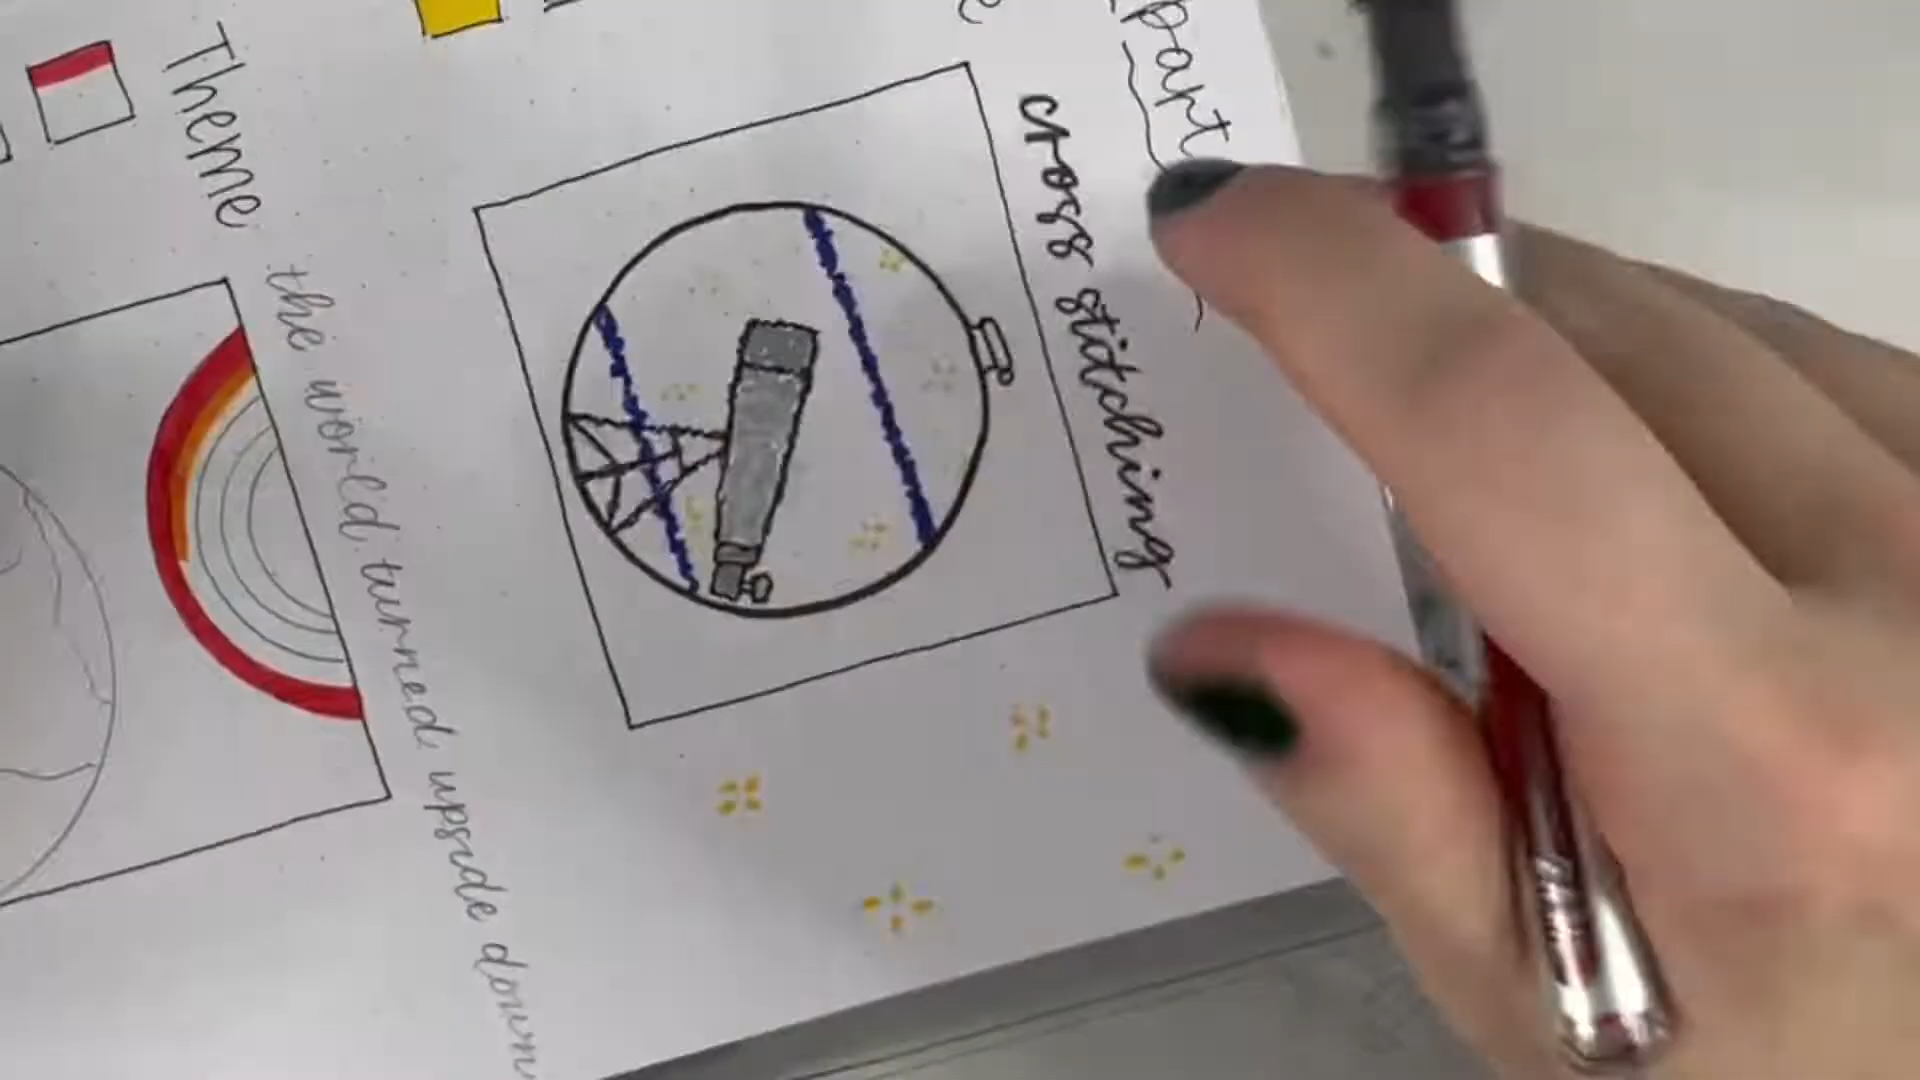 part
cross stitching
Theme
the world turned upside down